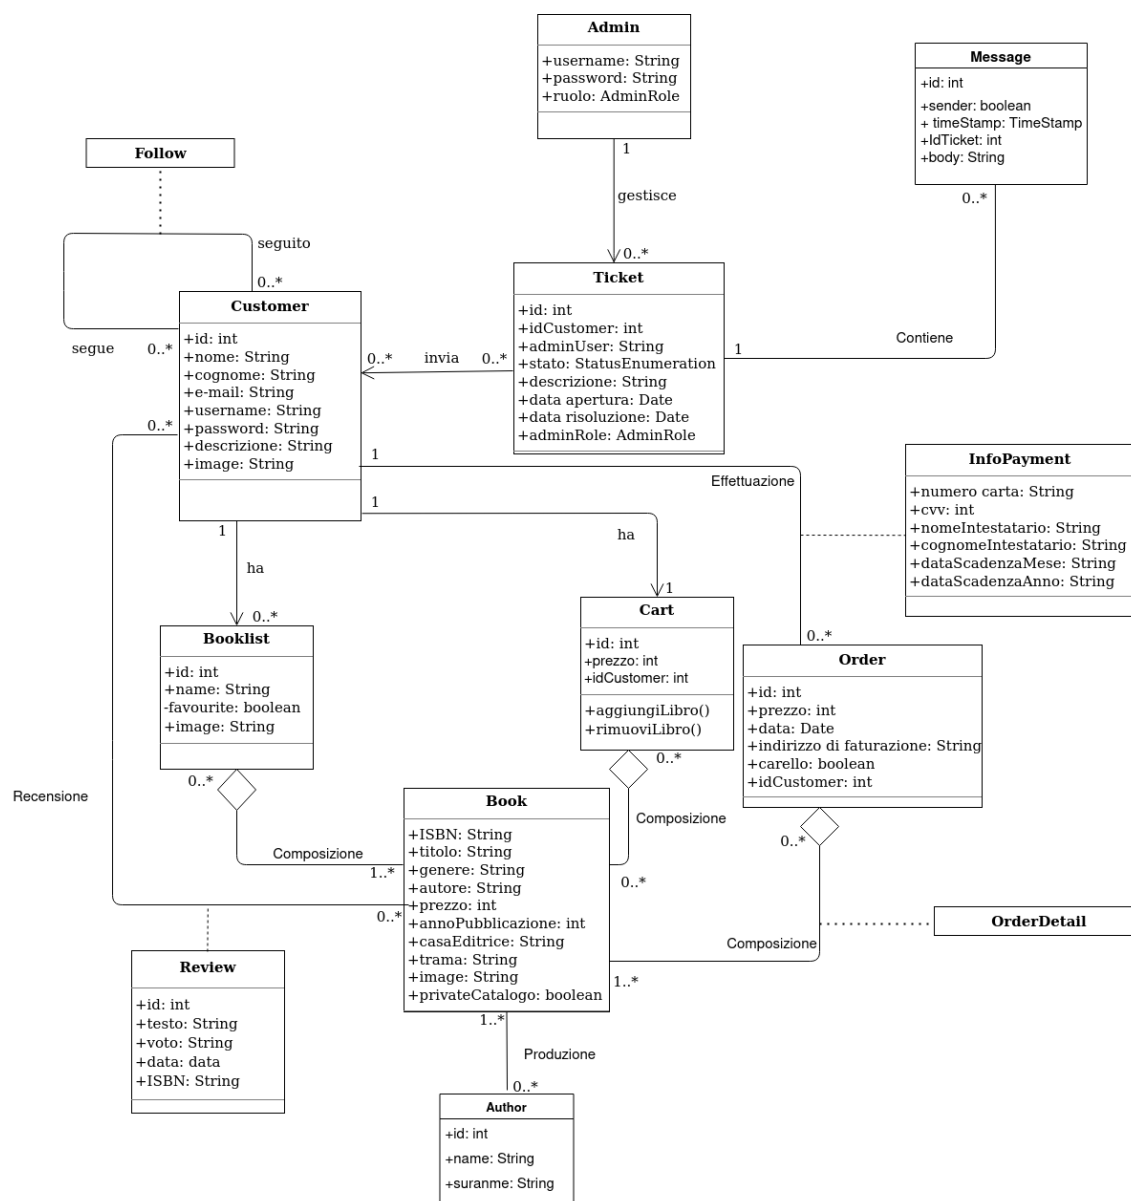 Admin
+username: String
+password: String
+ruolo: AdminRole
Message
+id: int
+sender: boolean
+ timeStamp: TimeStamp
+IdTicket: int
+body: String
Follow
1
gestisce
0..*
0..*
seguito
0..*
segue
0..*
Customer
+id: int
+nome: String
+cognome: String
+e-mail: String
+username: String
+password: String
+descrizione: String
+image: String
0..*
invia
0..*
Ticket
+id: int
+idCustomer: int
+adminUser: String
+stato: StatusEnumeration
+descrizione: String
+data apertura: Date
+data risoluzione: Date
+adminRole: AdminRole
1
Contiene
0..*
1
Effettuazione
InfoPayment
+numero carta: String
+cvv: int
+nomeIntestatario: String
+cognomeIntestatario: String
+dataScadenzaMese: String
+dataScadenzaAnno: String
1
ha
1
1
ha
0..*
Booklist
+id: int
+name: String
-favourite: boolean
+image: String
Cart
+id: int
+prezzo: int
+idCustomer: int
+aggiungiLibro()
+rimuoviLibro()
0..*
Order
+id: int
+prezzo: int
+data: Date
+indirizzo di faturazione: String
+carello: boolean
+idCustomer: int
0..*
0..*
Recensione
Composizione
1..*
Book
+ISBN: String
+titolo: String
+genere: String
+autore: String
+prezzo: int
+annoPubblicazione: int
+casaEditrice: String
+trama: String
+image: String
+privateCatalogo: boolean
Composizione
0..*
0..*
0..*
Composizione
1..*
OrderDetail
Review
+id: int
+testo: String
+voto: String
+data: data
+ISBN: String
1..*
Produzione
0..*
Author
+id: int
+name: String
+suranme: String